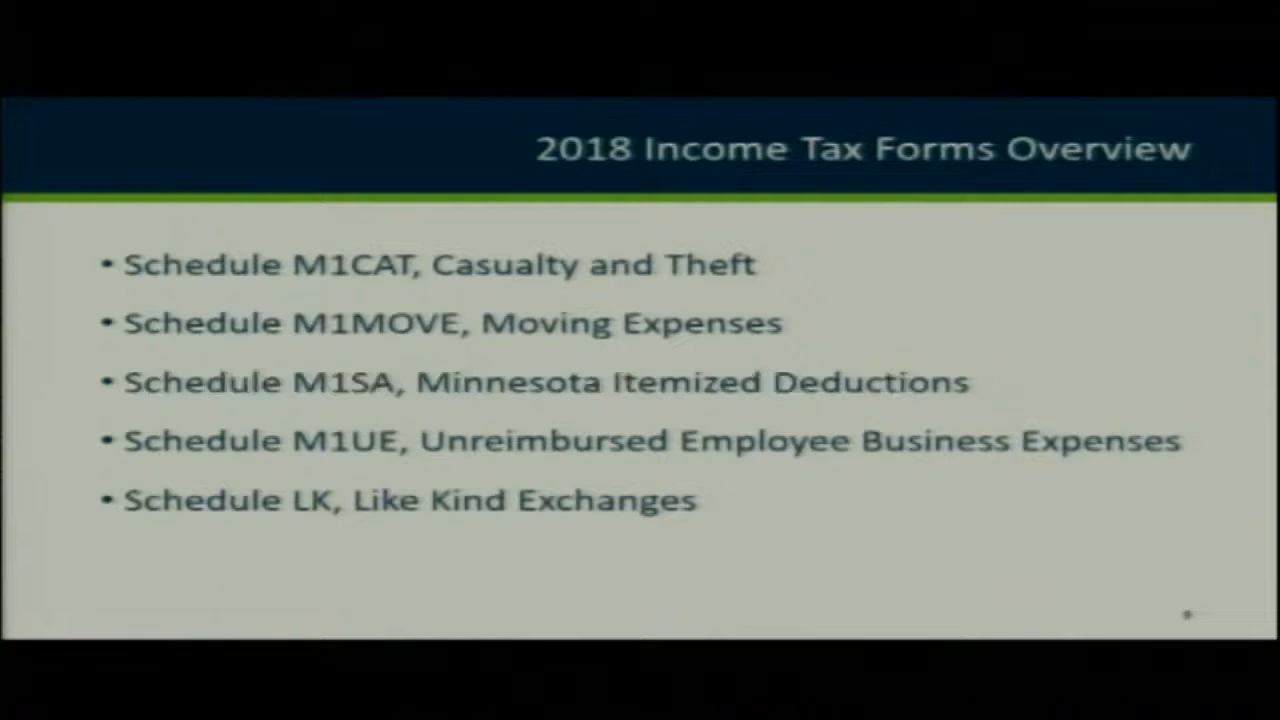 2018 Income Tax Forms Overview
• Schedule M1CAT, Casualty and Theft
• Schedule M1MOVE, Moving Expenses
• Schedule M1SA, Minnesota Itemized Deductions
• Schedule M1UE, Unreimbursed Employee Business Expenses
• Schedule LK, Like Kind Exchanges